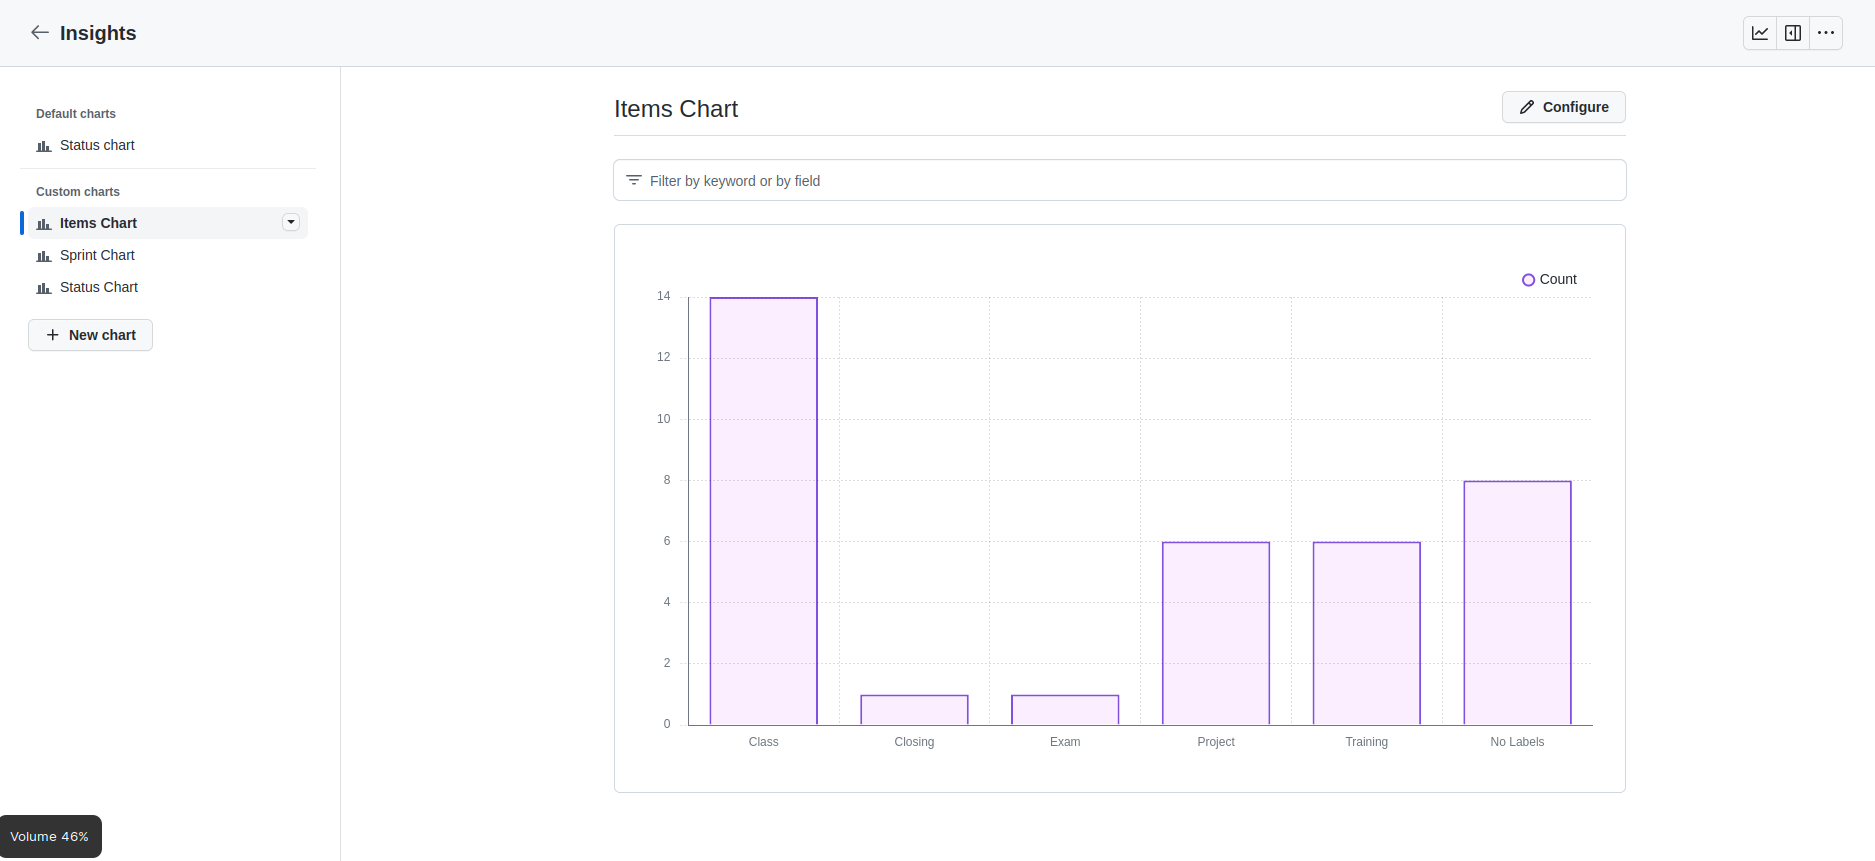 Insights
Default charts
Status chart
Custom charts
Items Chart
Sprint Chart
Status Chart
New chart
Items Chart
Configure
Filter by keyword or by field
Count
14
12
10
8
6
4
2
0
Class Closing Exam Project Training No Labels
Volume 46%